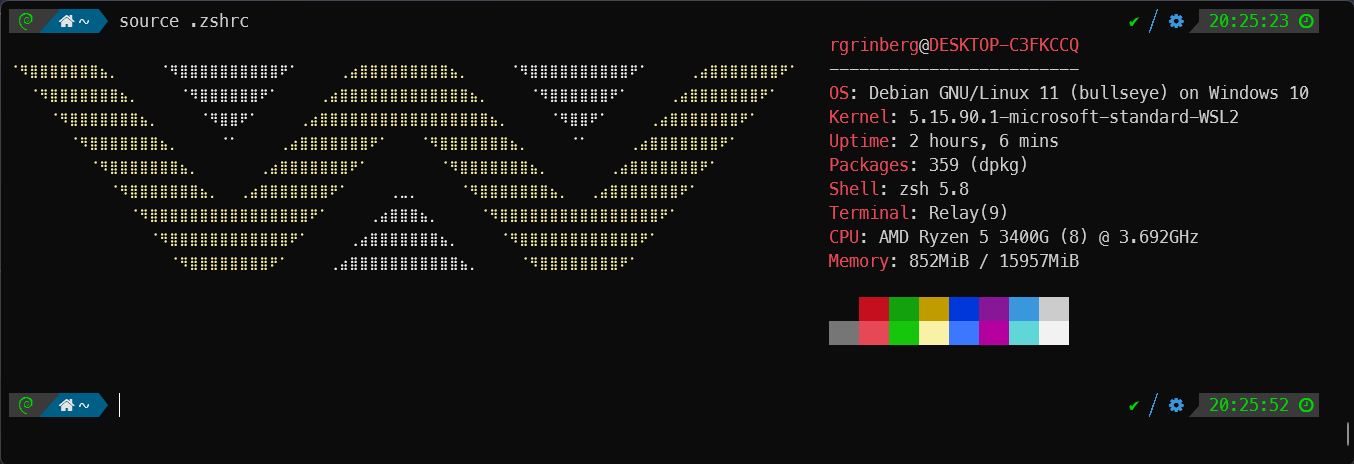 ~ source .zshrc 20:25:23
rgrinberg@DESKTOP-C3FKCCQ
-------------------------
OS: Debian GNU/Linux 11 (bullseye) on Windows 10
Kernel: 5.15.90.1-microsoft-standard-WSL2
Uptime: 2 hours, 6 mins
Packages: 359 (dpkg)
Shell: zsh 5.8
Terminal: Relay(9)
CPU: AMD Ryzen 5 3400G (8) @ 3.692GHz
Memory: 852MiB / 15957MiB
~ 20:25:52